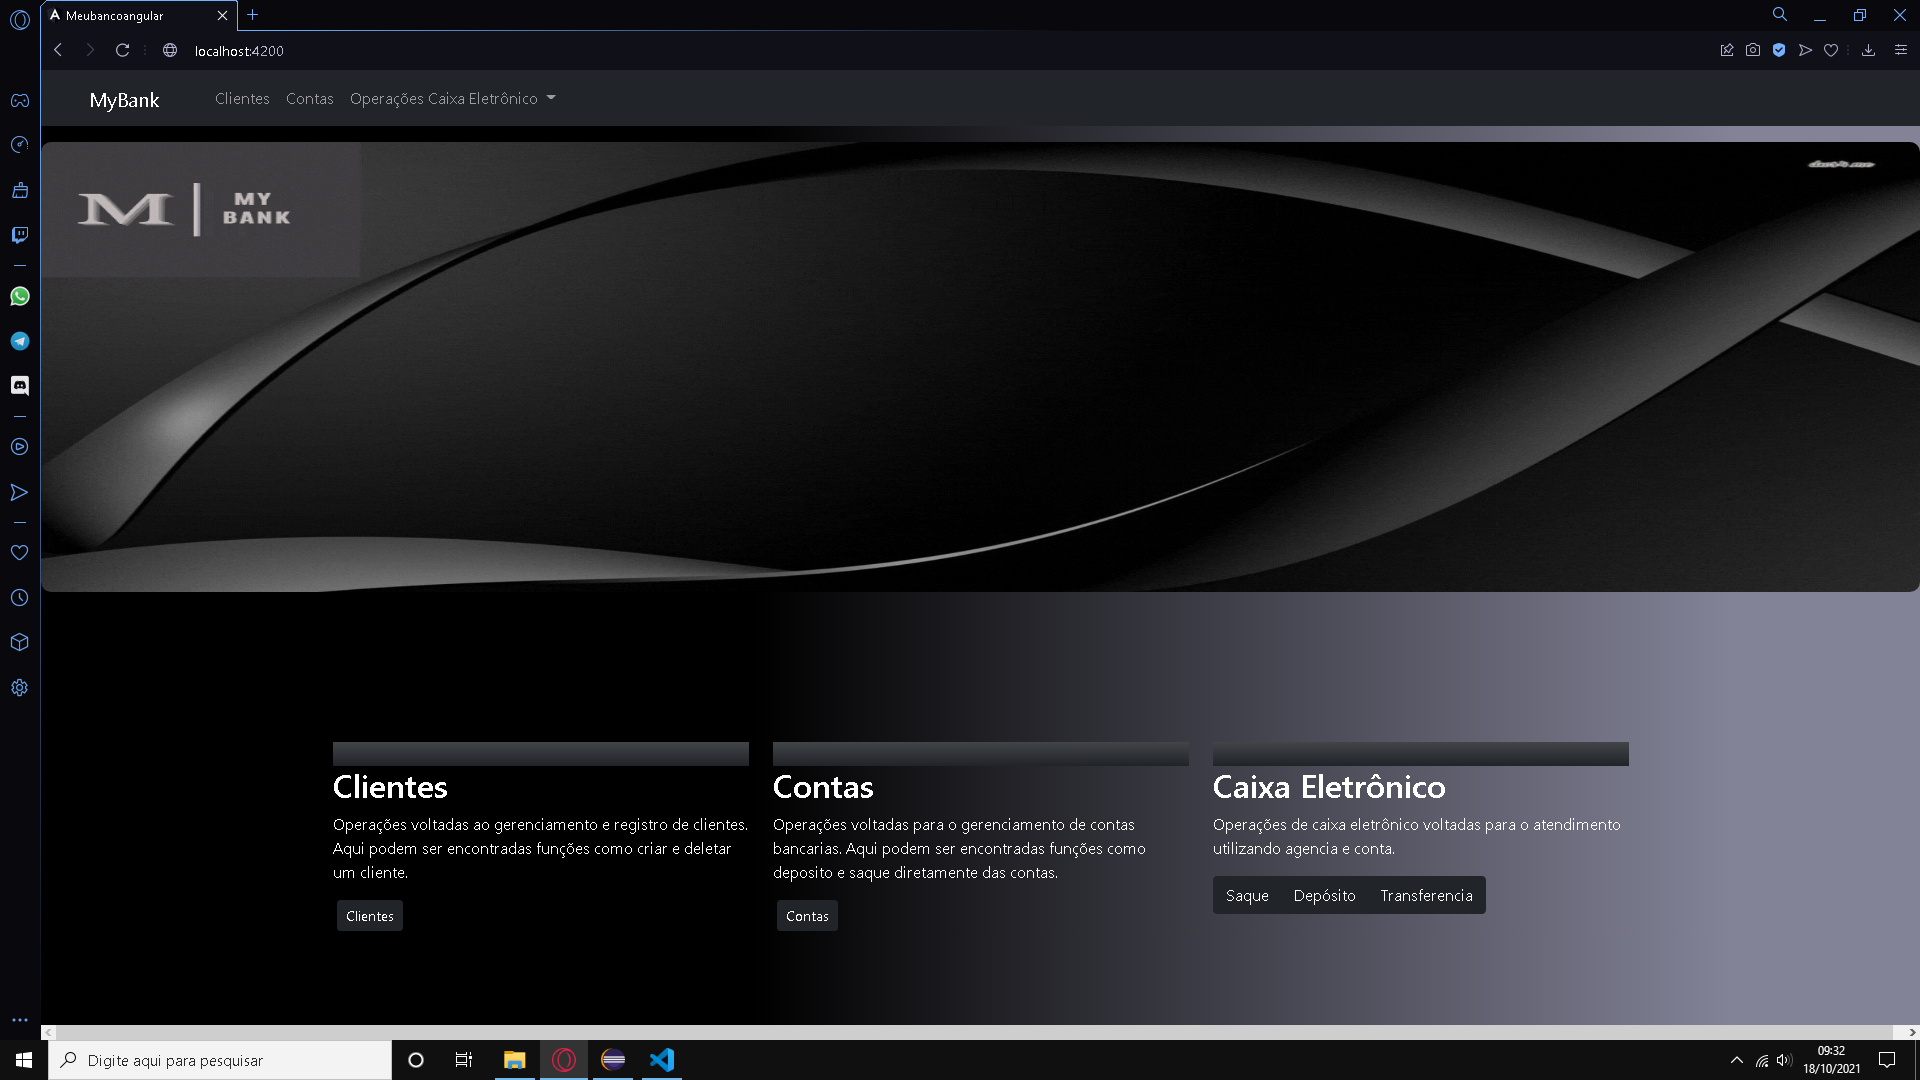 Meubancoangular
localhost:4200
MyBank
Clientes
Contas
Operações Caixa Eletrônico
M | MY
BANK
Clientes
Operações voltadas ao gerenciamento e registro de clientes.
Aqui podem ser encontradas funções como criar e deletar
um cliente.
Clientes
Contas
Operações voltadas para o gerenciamento de contas
bancarias. Aqui podem ser encontradas funções como
deposito e saque diretamente das contas.
Contas
Caixa Eletrônico
Operações de caixa eletrônico voltadas para o atendimento
utilizando agencia e conta.
Saque
Depósito
Transferencia
Digite aqui para pesquisar
09:32
18/10/2021